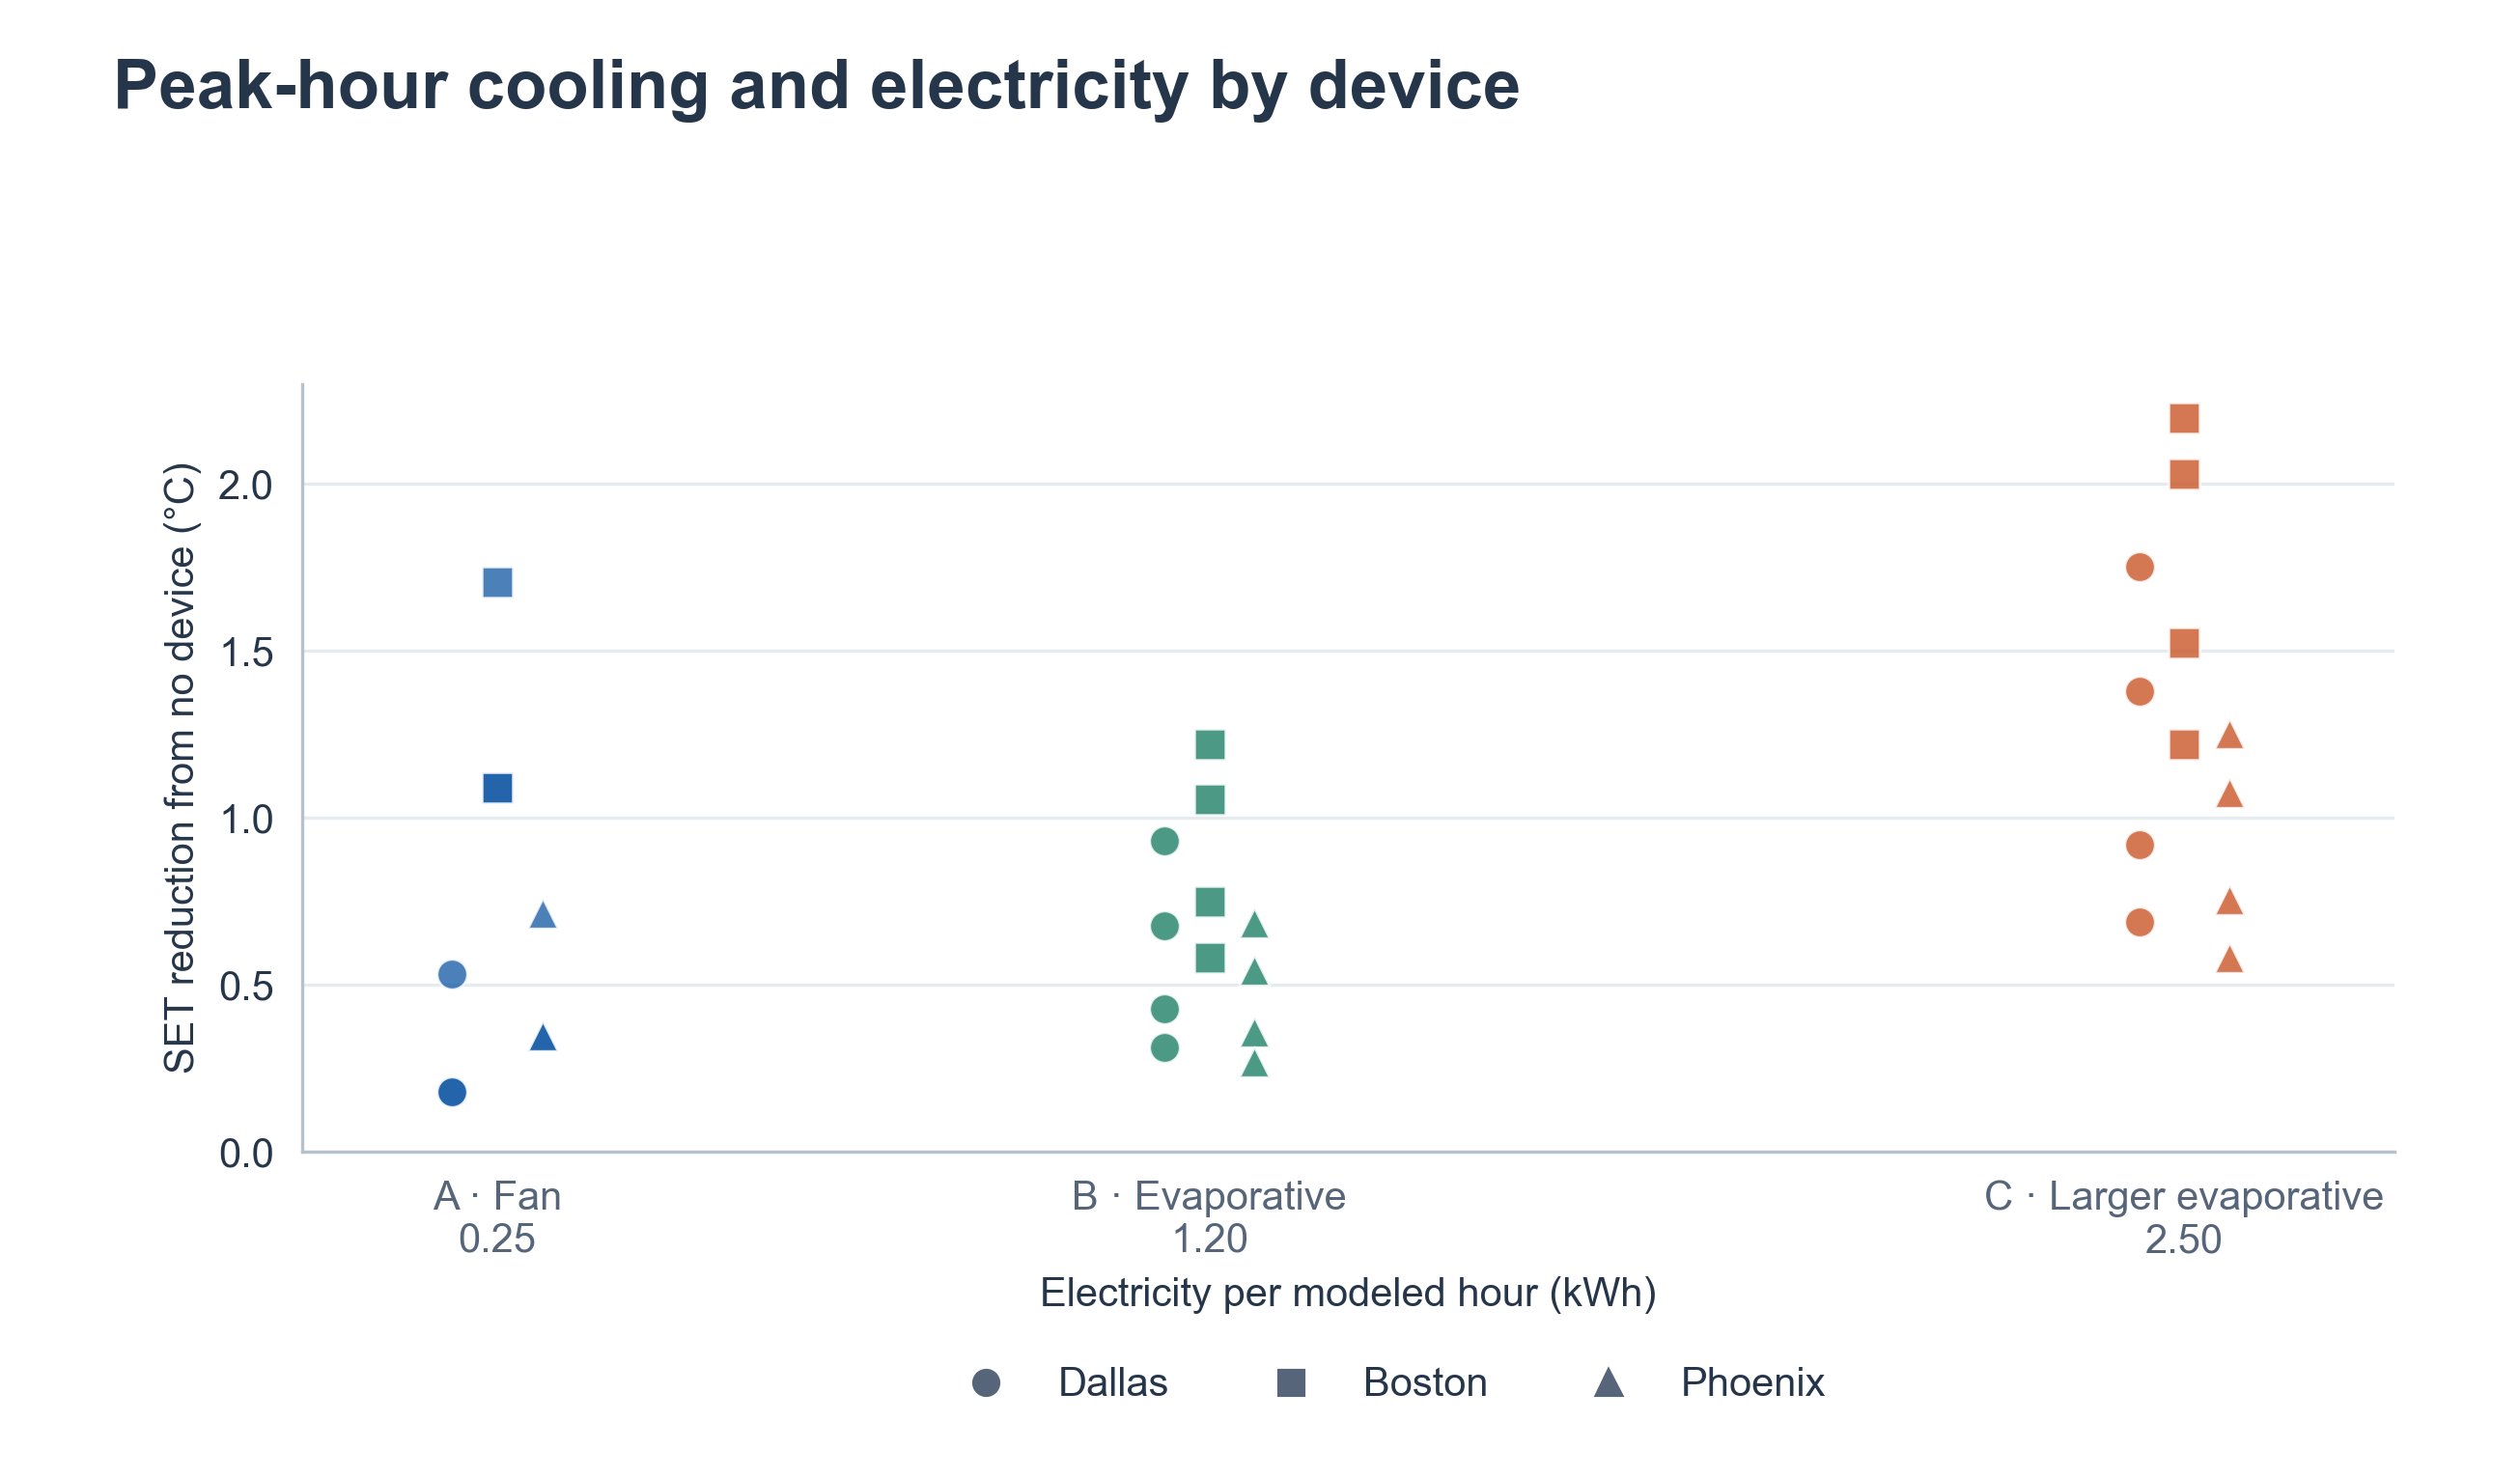 Peak-hour cooling and electricity by device
SET reduction from no device (°C)
2.0
1.5
1.0
0.5
0.0
A · Fan
0.25
B · Evaporative
1.20
C · Larger evaporative
2.50
Electricity per modeled hour (kWh)
Dallas
Boston
Phoenix